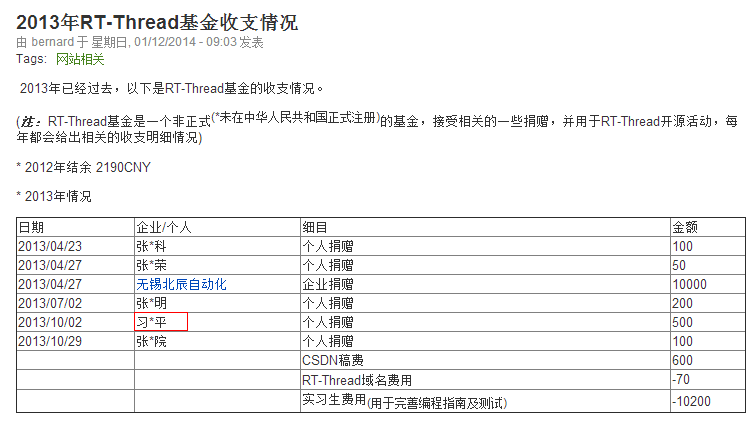 2013年RT-Thread基金收支情况
由 bernard 于 星期日, 01/12/2014 - 09:03 发表
Tags: 网站相关
2013年已经过去，以下是RT-Thread基金的收支情况。
(注：RT-Thread基金是一个非正式(*未在中华人民共和国正式注册)的基金，接受相关的一些捐赠，并用于RT-Thread开源活动，每
年都会给出相关的收支明细情况)
* 2012年结余 2190CNY
* 2013年情况
日期 企业/个人 细目 金额
2013/04/23 张*科 个人捐赠 100
2013/04/27 张*荣 个人捐赠 50
2013/04/27 无锡北辰自动化 企业捐赠 10000
2013/07/02 张*明 个人捐赠 200
2013/10/02 习*平 个人捐赠 500
2013/10/29 张*院 个人捐赠 100
CSDN稿费 600
RT-Thread域名费用 -70
实习生费用(用于完善编程指南及测试) -10200